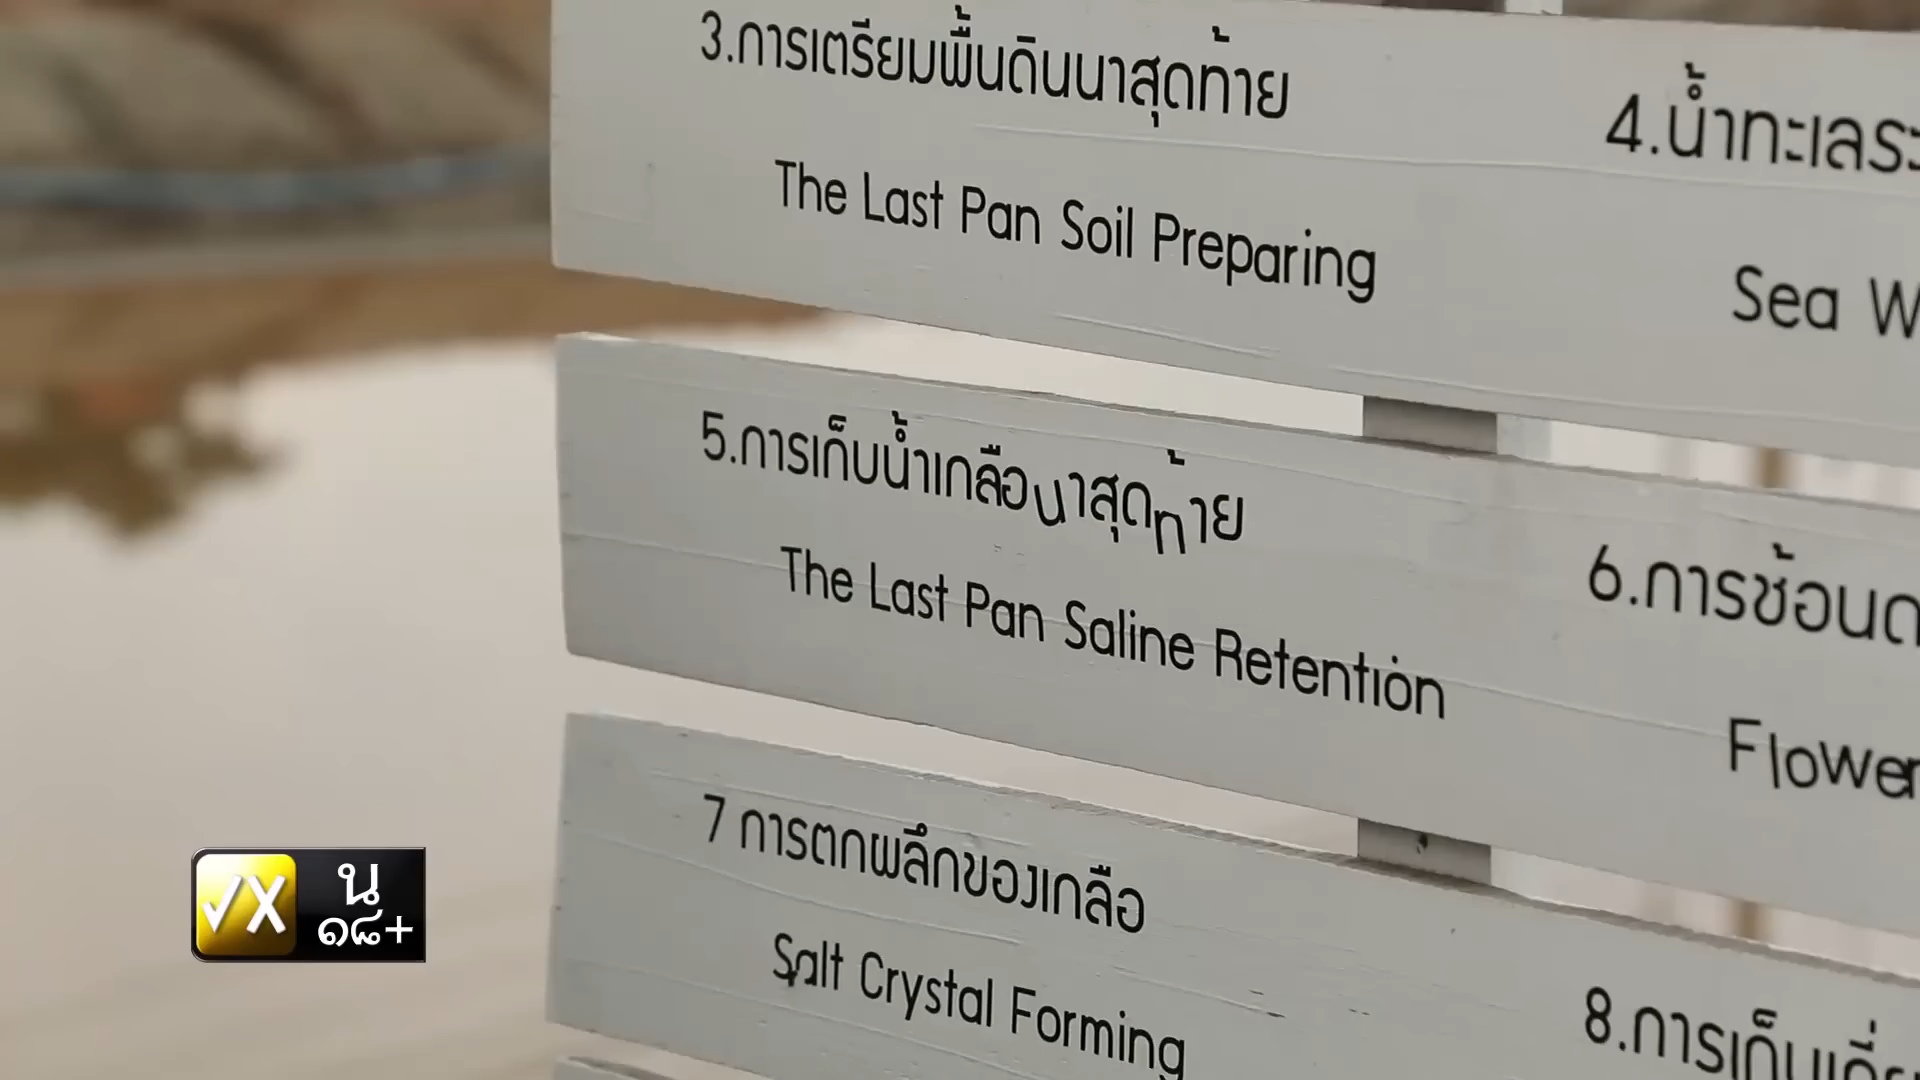 3.การเตรียมพื้นดินนาสุดท้าย
The Last Pan Soil Preparing
4.น้ำทะเลระ
Sea W
5.การเก็บน้ำเกลือนาสุดท้าย
The Last Pan Saline Retention
6.การช้อนด
Flower
7 การตกผลึกของเกลือ
Salt Crystal Forming
8.การเก็บเกี่ย
√X น
๑๘+